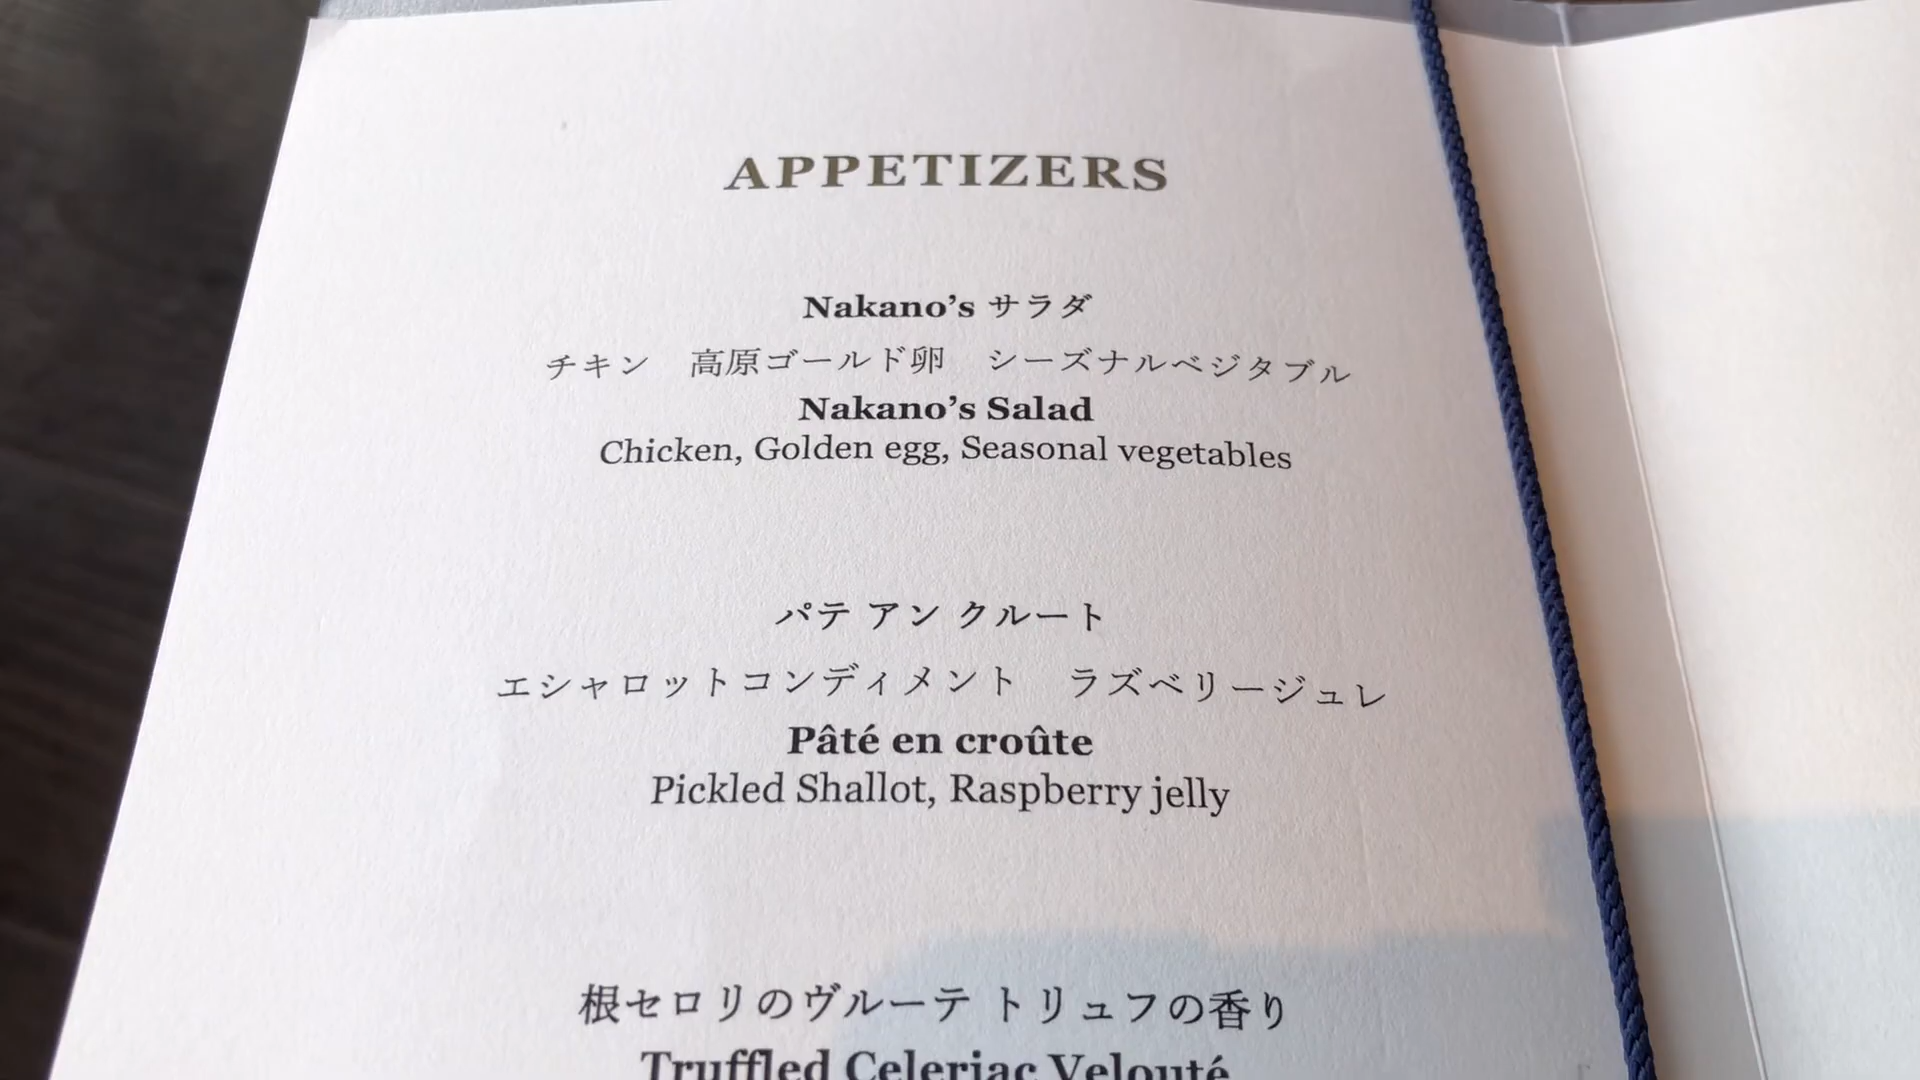 APPETIZERS
Nakano’s サラダ
チキン　高原ゴールド卵　シーズナルベジタブル
Nakano’s Salad
Chicken, Golden egg, Seasonal vegetables
パテ アン クルート
エシャロットコンディメント　ラズベリージュレ
Pâté en croûte
Pickled Shallot, Raspberry jelly
根セロリのヴルーテ トリュフの香り
Truffled Celeriac Velouté